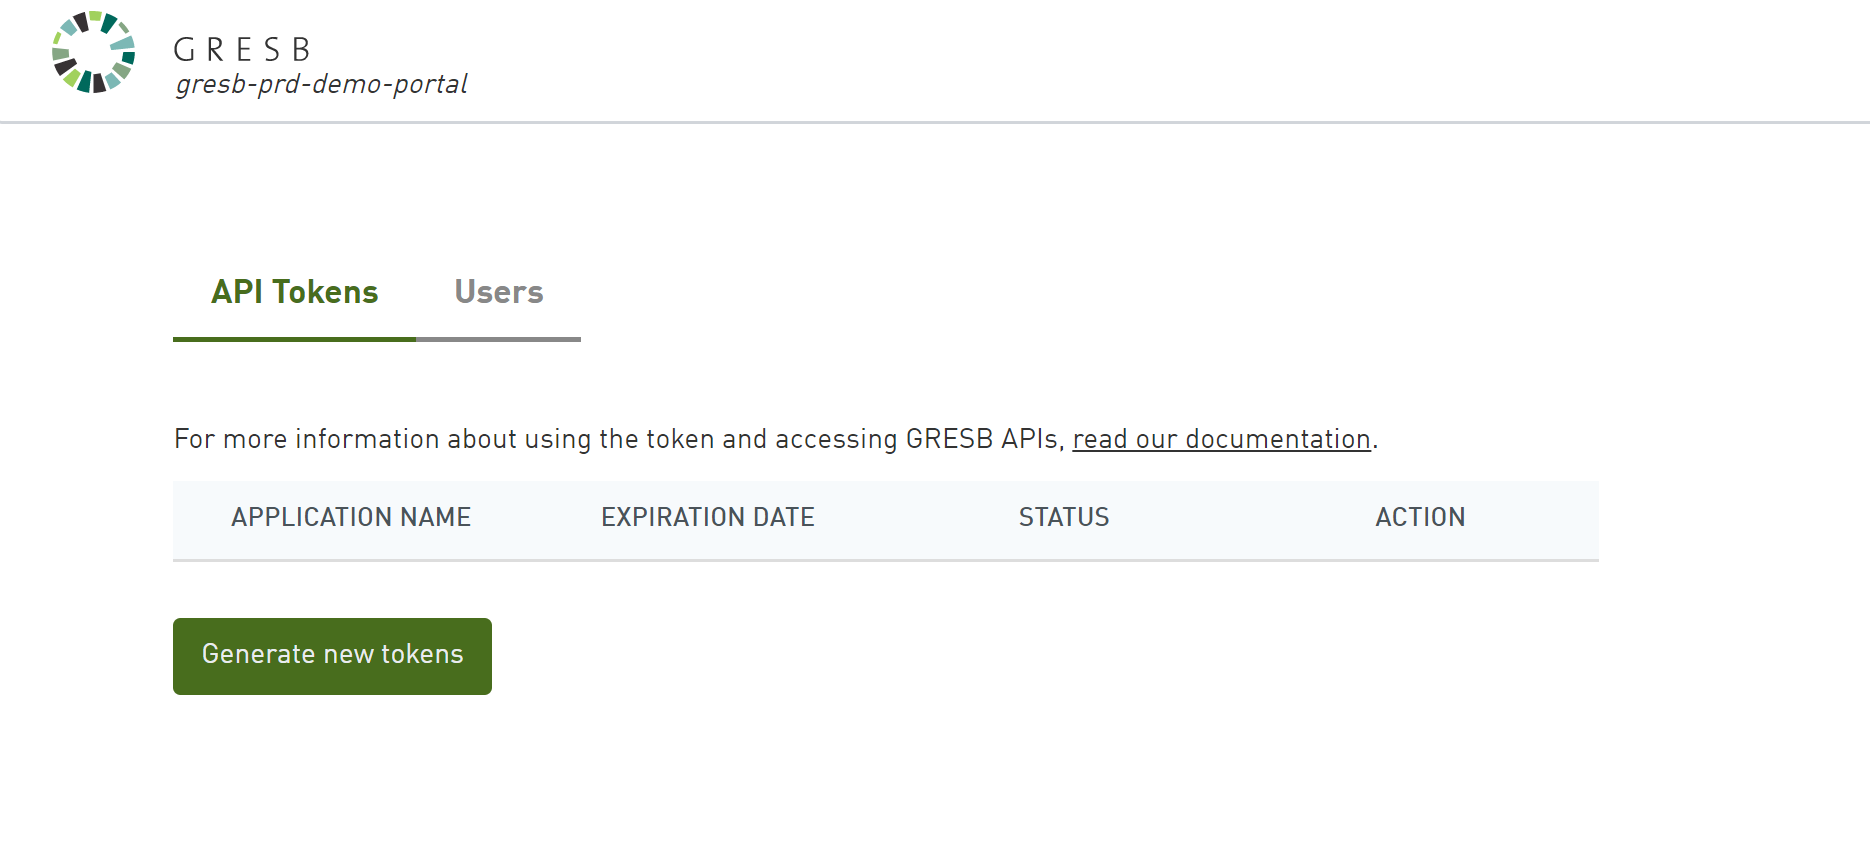 GRESB
gresb-prd-demo-portal
API Tokens Users
For more information about using the token and accessing GRESB APIs, read our documentation.
APPLICATION NAME EXPIRATION DATE STATUS ACTION
Generate new tokens